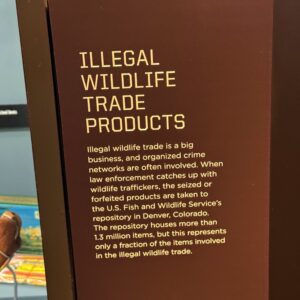 ILLEGAL
WILDLIFE
TRADE
PRODUCTS
Illegal wildlife trade is a big
business, and organized crime
networks are often involved. When
law enforcement catches up with
wildlife traffickers, the seized or
forfeited products are taken to
the U.S. Fish and Wildlife Service's
repository in Denver, Colorado.
The repository houses more than
1.3 million items, but this represents
only a fraction of the items involved
in the illegal wildlife trade.